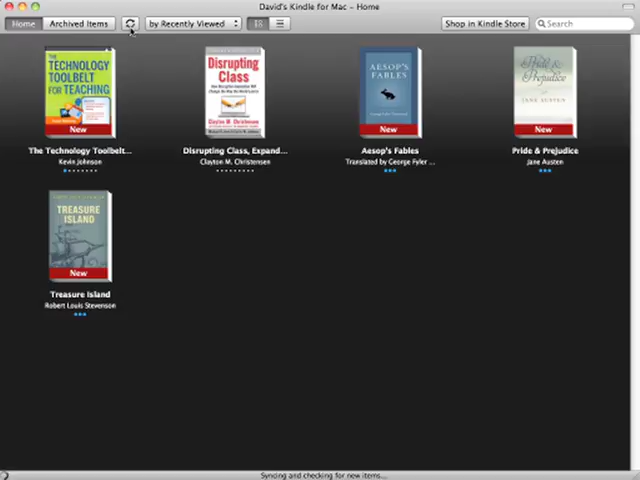 David's Kindle for Mac – Home
Home
Archived Items
by Recently Viewed
Shop in Kindle Store
Search
THE
TECHNOLOGY
TOOLBELT
FOR TEACHING
New
The Technology Toolbelt...
Kevin Johnson
Disrupting
Class
Disrupting Class, Expand...
Clayton M. Christensen
AESOP'S
FABLES
New
Aesop's Fables
Translated by George Fyler ...
Pride &
Prejudice
JANE AUSTEN
New
Pride & Prejudice
Jane Austen
TREASURE
ISLAND
New
Treasure Island
Robert Louis Stevenson
Syncing and checking for new items...